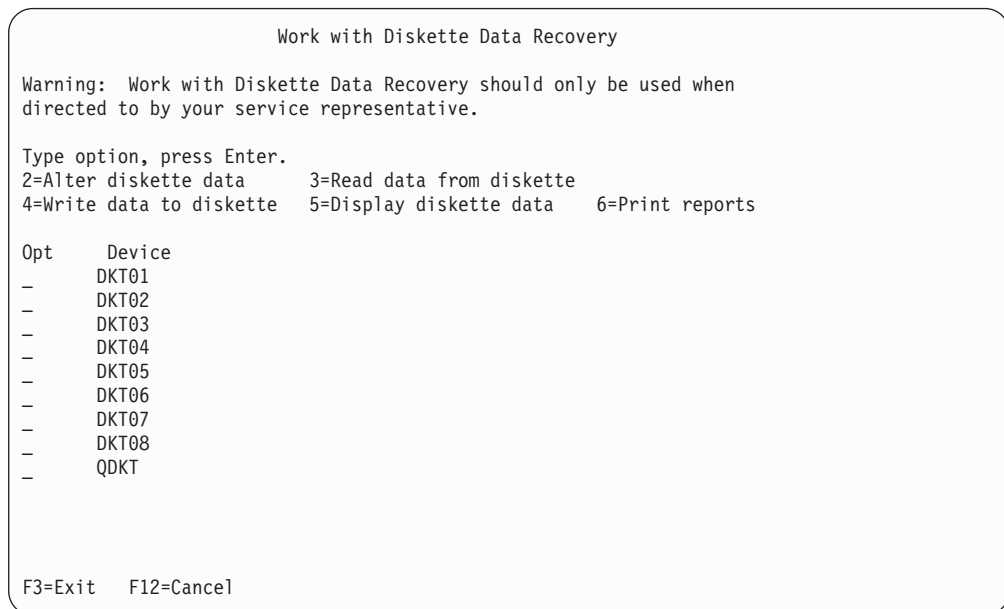 Work with Diskette Data Recovery
Warning:  Work with Diskette Data Recovery should only be used when
directed to by your service representative.
Type option, press Enter.
2=Alter diskette data      3=Read data from diskette
4=Write data to diskette   5=Display diskette data    6=Print reports
Opt     Device
_      DKT01
_      DKT02
_      DKT03
_      DKT04
_      DKT05
_      DKT06
_      DKT07
_      DKT08
_      QDKT
F3=Exit   F12=Cancel